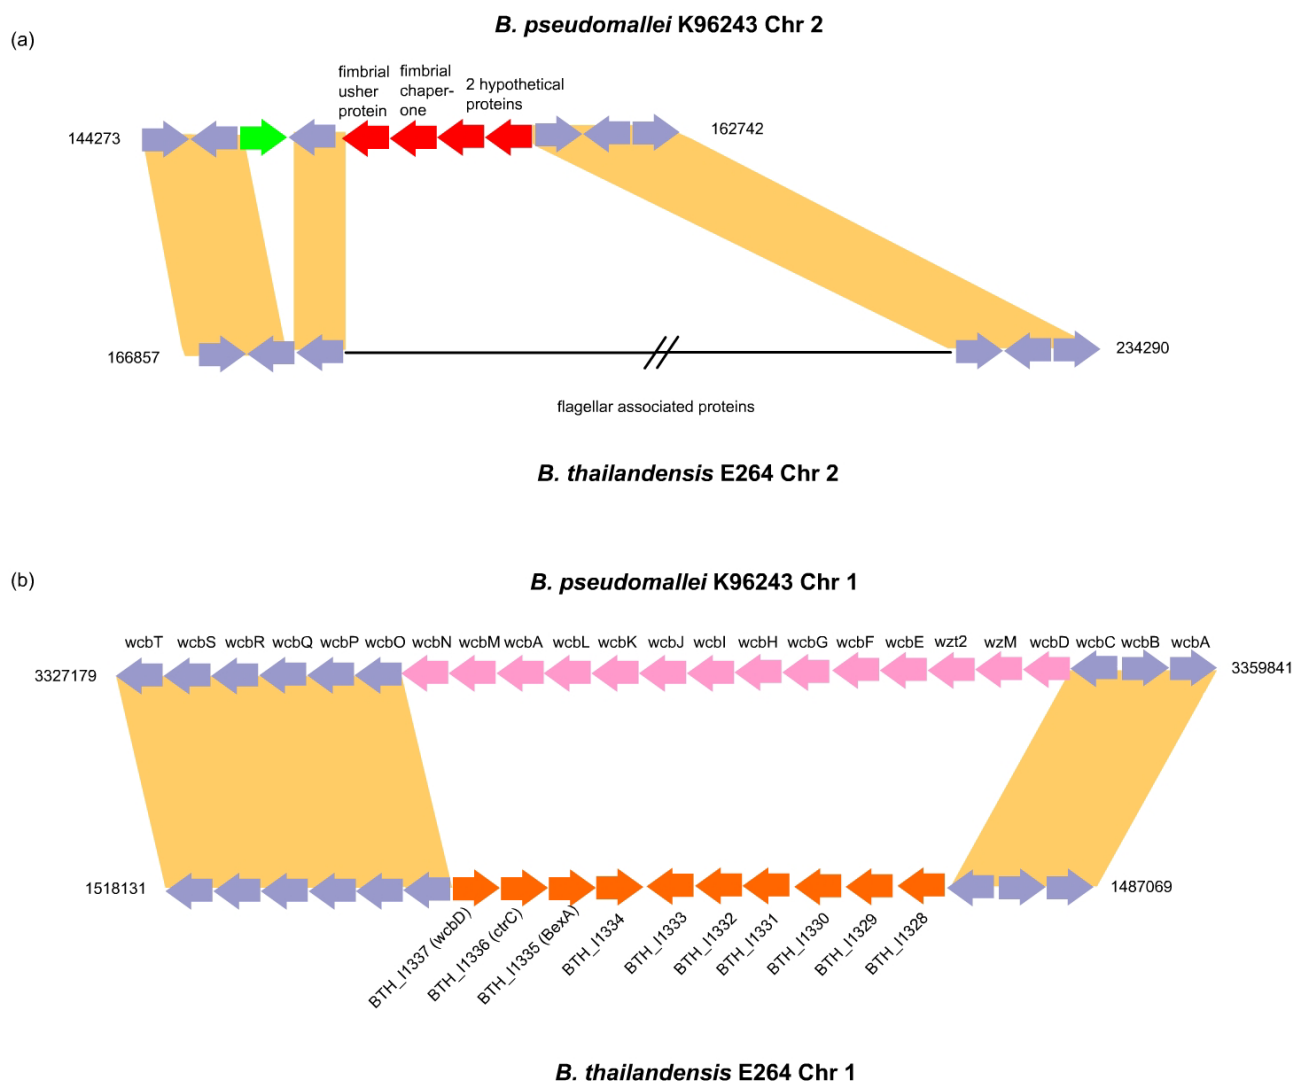 B. pseudomallei K96243 Chr 2
(a)
fimbrial
usher
protein
fimbrial
chaper-
one
2 hypothetical
proteins
144273
162742
166857
234290
flagellar associated proteins
B. thailandensis E264 Chr 2
(b)
B. pseudomallei K96243 Chr 1
wcbT wcbS wcbR wcbQ wcbP wcbO wcbN wcbM wcbA wcbL wcbK wcbJ wcbI wcbH wcbG wcbF wcbE wzt2 wzM wcbD wcbC wcbB wcbA
3327179
3359841
1518131
1487069
BTH_I1337 (wcbD)
BTH_I1336 (ctrC)
BTH_I1335 (BexA)
BTH_I1334
BTH_I1333
BTH_I1332
BTH_I1331
BTH_I1330
BTH_I1329
BTH_I1328
B. thailandensis E264 Chr 1